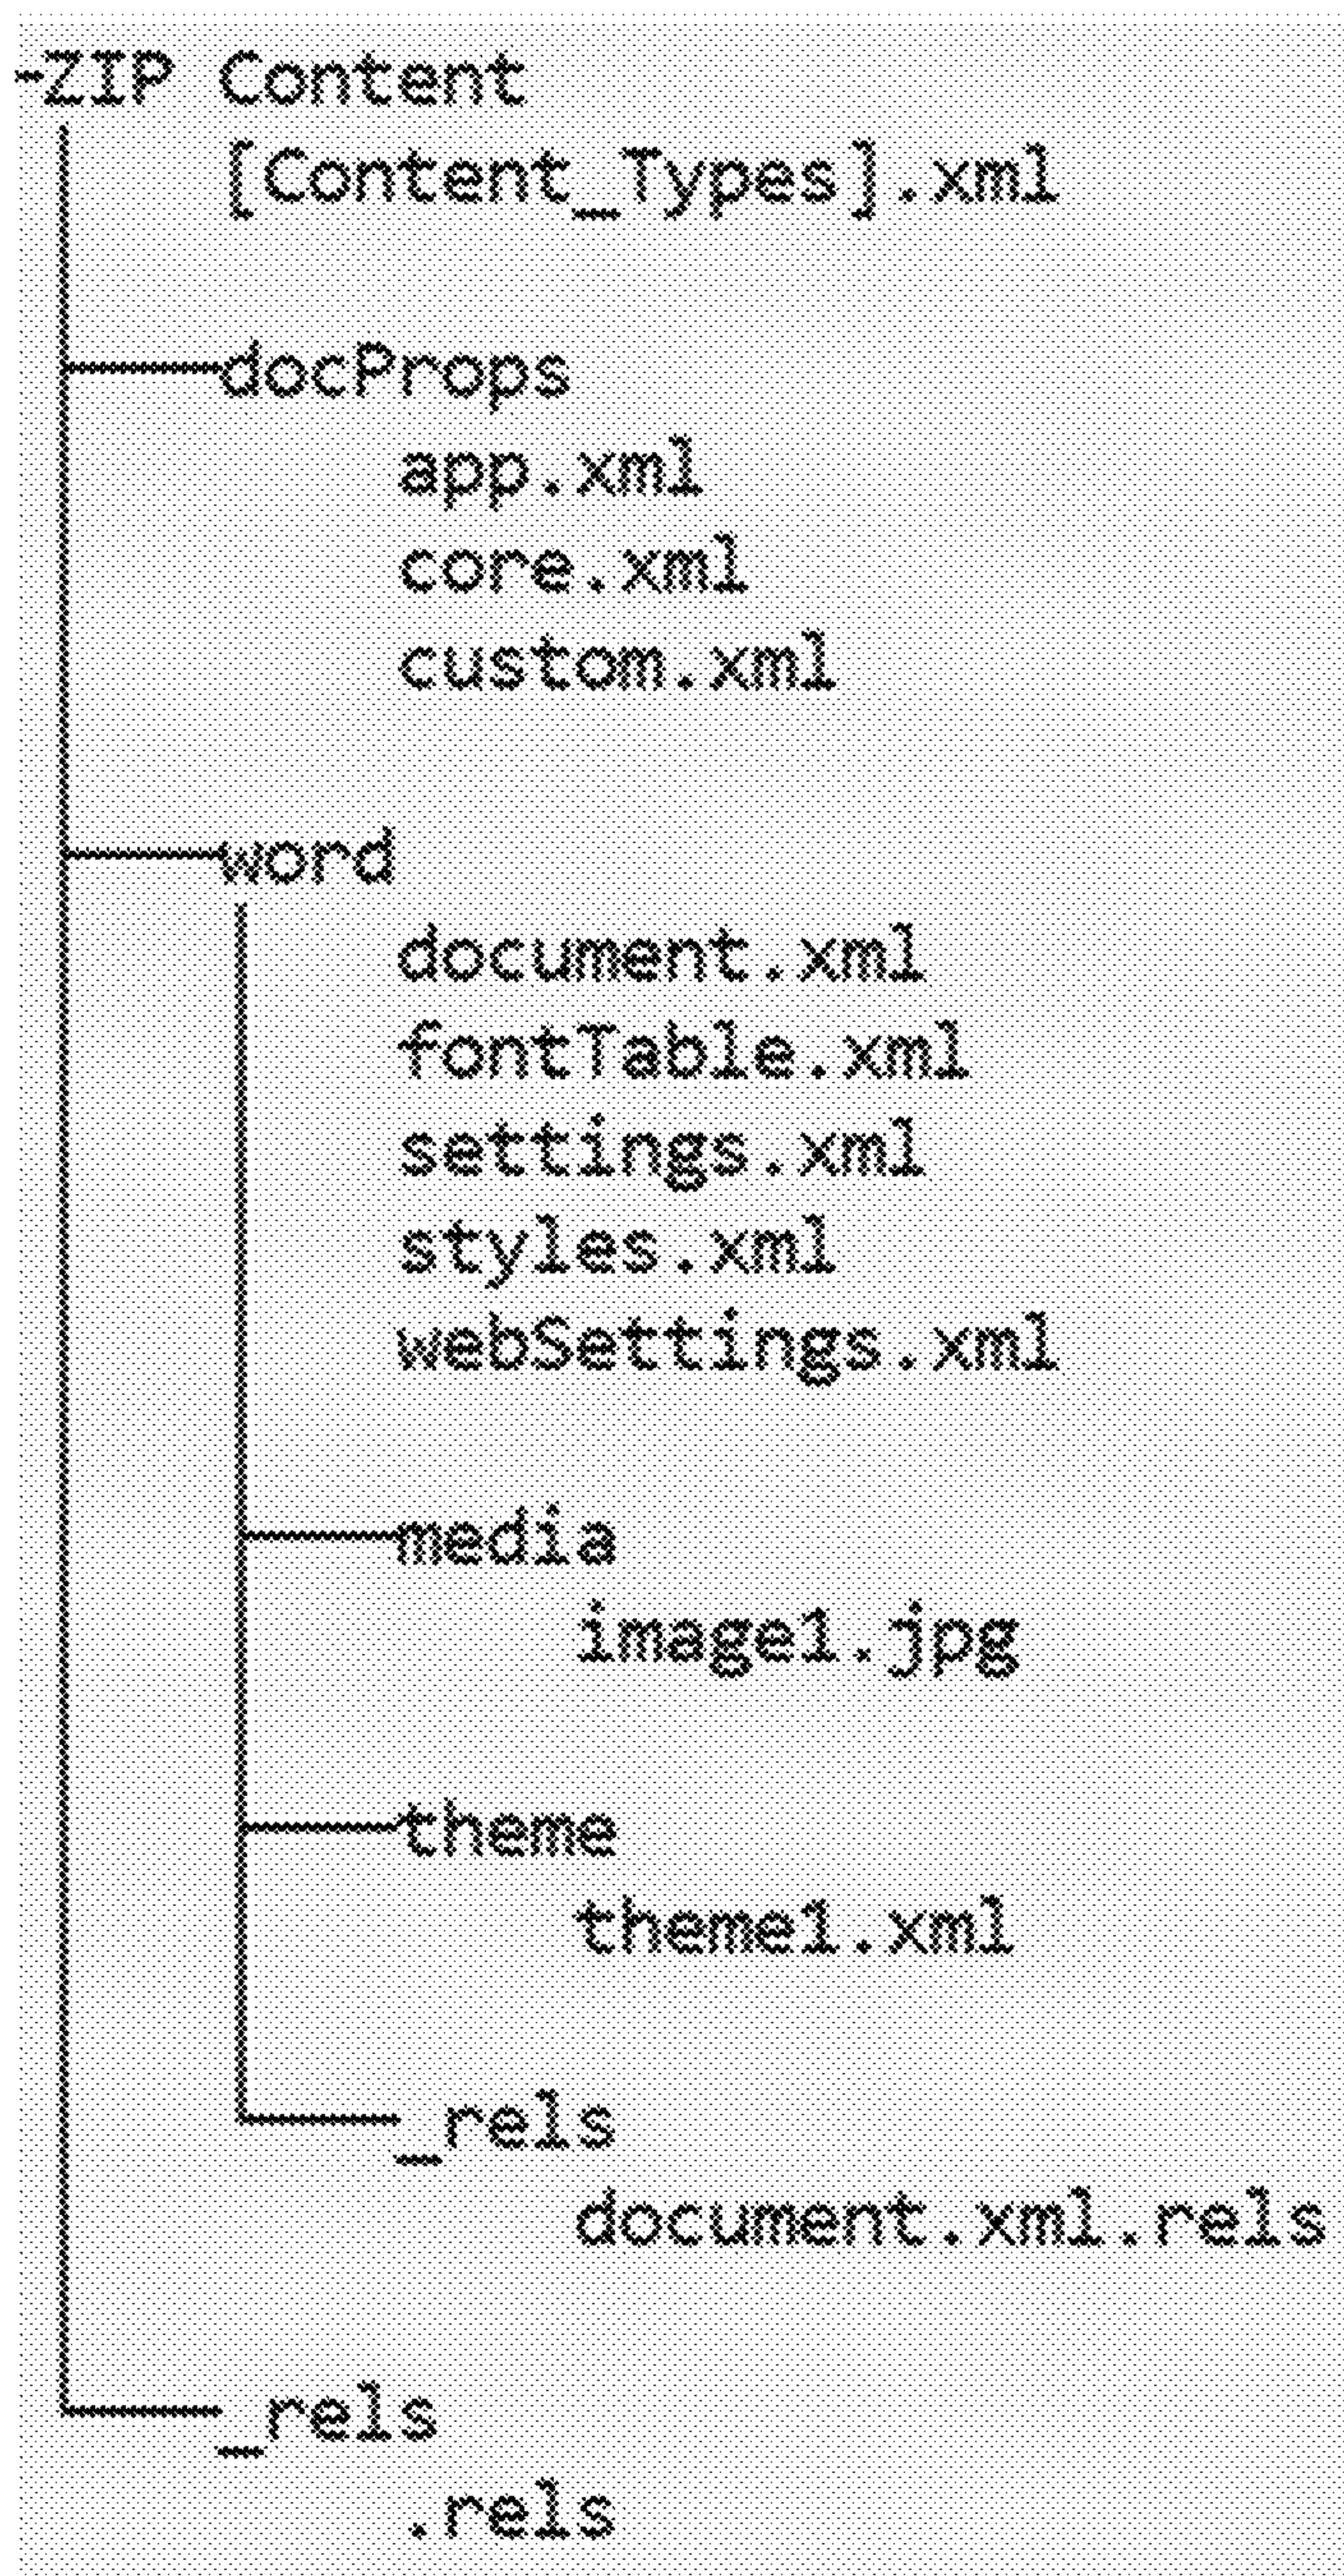 -ZIP Content
[Content_Types].xml
docProps
app.xml
core.xml
custom.xml
word
document.xml
fontTable.xml
settings.xml
styles.xml
webSettings.xml
media
image1.jpg
theme
theme1.xml
_rels
document.xml.rels
_rels
.rels